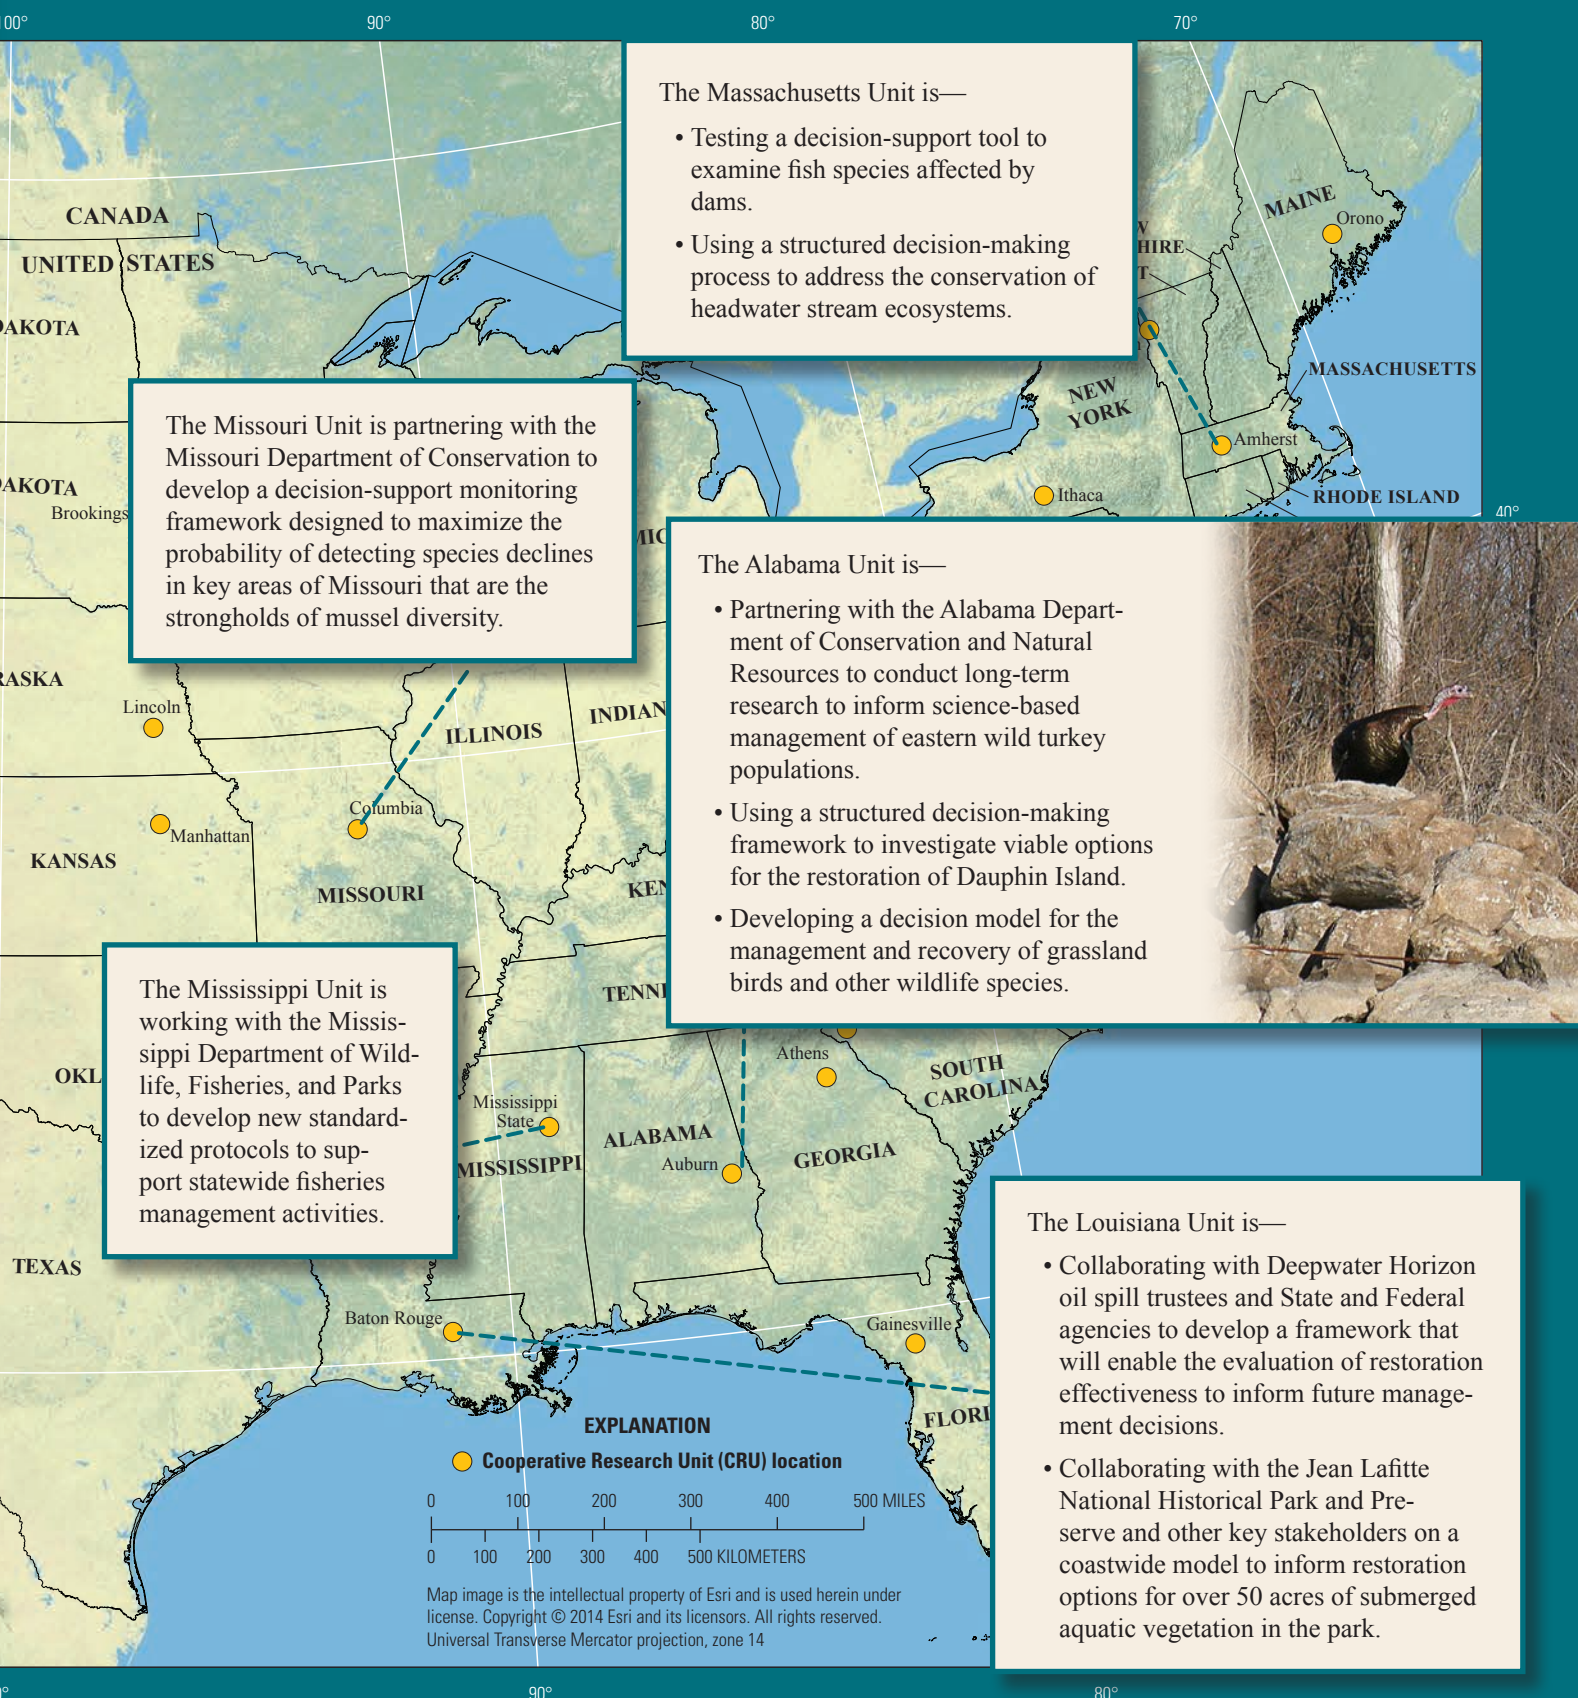 100°
90°
80°
70°
The Massachusetts Unit is—
• Testing a decision-support tool to
examine fish species affected by
dams.
• Using a structured decision-making
process to address the conservation of
headwater stream ecosystems.
CANADA
UNITED STATES
DAKOTA
MAINE
Orono
W
HIRE
T
n
MASSACHUSETTS
NEW
YORK
Amherst
Ithaca
RHODE ISLAND
40°
The Missouri Unit is partnering with the
Missouri Department of Conservation to
develop a decision-support monitoring
framework designed to maximize the
probability of detecting species declines
in key areas of Missouri that are the
strongholds of mussel diversity.
DAKOTA
Brookings
MIC
The Alabama Unit is—
• Partnering with the Alabama Depart-
ment of Conservation and Natural
Resources to conduct long-term
research to inform science-based
management of eastern wild turkey
populations.
• Using a structured decision-making
framework to investigate viable options
for the restoration of Dauphin Island.
• Developing a decision model for the
management and recovery of grassland
birds and other wildlife species.
RASKA
Lincoln
ILLINOIS
INDIAN
Columbia
Manhattan
KANSAS
MISSOURI
KEN
TENNE
The Mississippi Unit is
working with the Missis-
sippi Department of Wild-
life, Fisheries, and Parks
to develop new standard-
ized protocols to sup-
port statewide fisheries
management activities.
OKL
Athens
SOUTH
CAROLINA
Mississippi
State
ALABAMA
MISSISSIPPI
Auburn
GEORGIA
TEXAS
Baton Rouge
Gainesville
FLORI
The Louisiana Unit is—
• Collaborating with Deepwater Horizon
oil spill trustees and State and Federal
agencies to develop a framework that
will enable the evaluation of restoration
effectiveness to inform future manage-
ment decisions.
• Collaborating with the Jean Lafitte
National Historical Park and Pre-
serve and other key stakeholders on a
coastwide model to inform restoration
options for over 50 acres of submerged
aquatic vegetation in the park.
EXPLANATION
Cooperative Research Unit (CRU) location
0 100 200 300 400 500 MILES
0 100 200 300 400 500 KILOMETERS
Map image is the intellectual property of Esri and is used herein under
license. Copyright © 2014 Esri and its licensors. All rights reserved.
Universal Transverse Mercator projection, zone 14
90°
80°